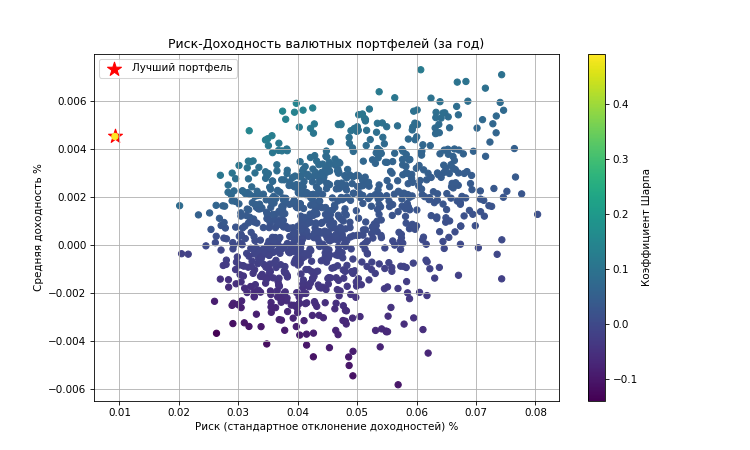 Риск-Доходность валютных портфелей (за год)
Лучший портфель
Средняя доходность %
0.006
0.004
0.002
0.000
−0.002
−0.004
−0.006
0.01 0.02 0.03 0.04 0.05 0.06 0.07 0.08
Риск (стандартное отклонение доходностей) %
0.4
0.3
0.2
0.1
0.0
−0.1
Коэффициент Шарпа